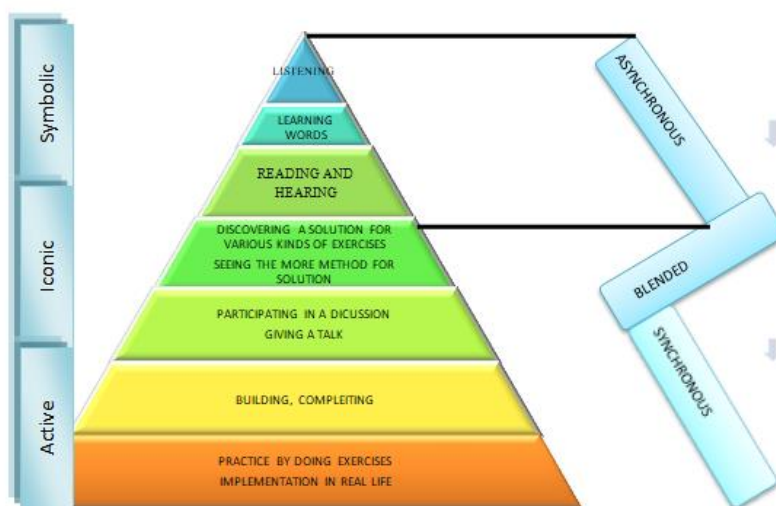 Symbolic
Iconic
Active
LISTENING
LEARNING
WORDS
READING AND
HEARING
DISCOVERING A SOLUTION FOR
VARIOUS KINDS OF EXERCISES
SEEING THE MORE METHOD FOR
SOLUTION
PARTICIPATING IN A DICUSSION
GIVING A TALK
BUILDING, COMPLEITING
PRACTICE BY DOING EXERCISES
IMPLEMENTATION IN REAL LIFE
ASYNCHRONOUS
BLENDED
SYNCHRONOUS